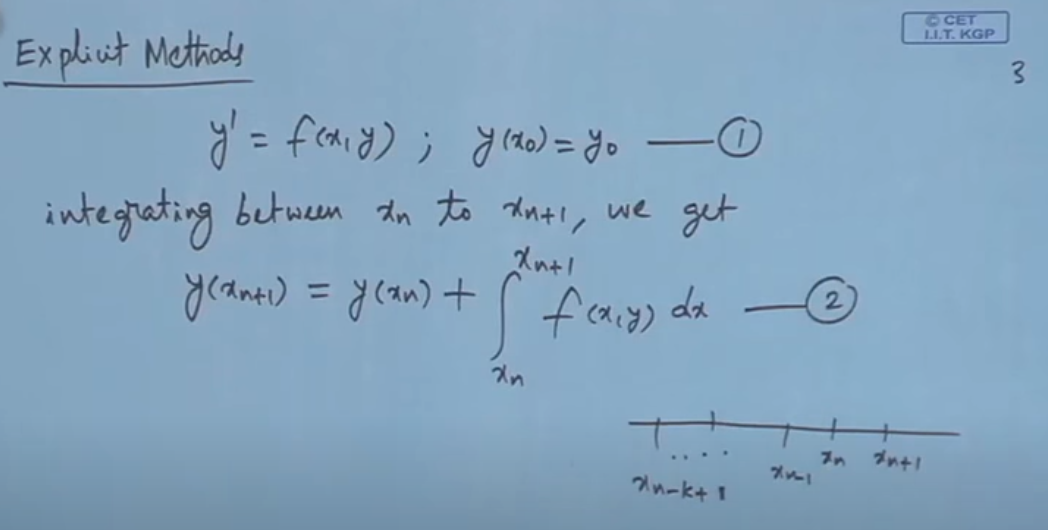 © CET
I.I.T. KGP
3
Explicit Methods
y' = f(x, y) ; y(x₀) = y₀ —— ①
integrating between xₙ to xₙ₊₁, we get
y(xₙ₊₁) = y(xₙ) + ∫_{xₙ}^{xₙ₊₁} f(x, y) dx —— ②
xₙ₋ₖ₊₁ .... xₙ₋₁ xₙ xₙ₊₁